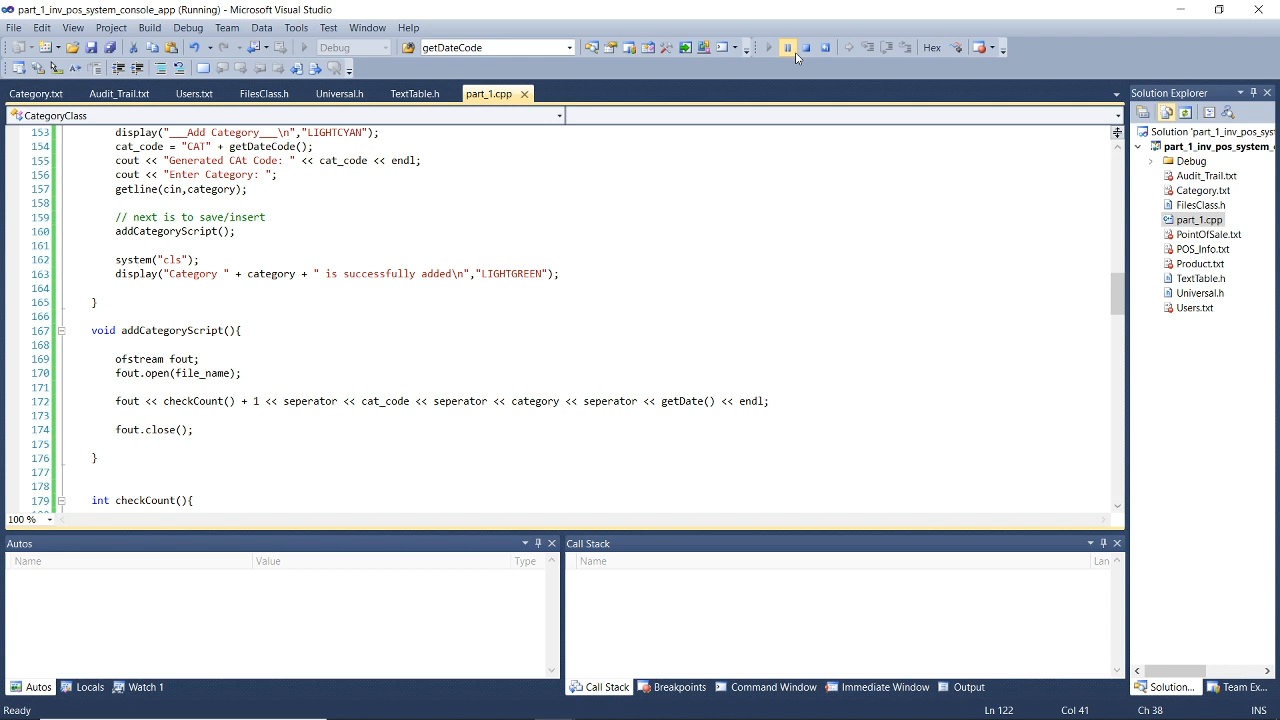 part_1_inv_pos_system_console_app (Running) - Microsoft Visual Studio
File Edit View Project Build Debug Team Data Tools Test Window Help
Debug getDateCode Hex
Category.txt Audit_Trail.txt Users.txt FilesClass.h Universal.h TextTable.h part_1.cpp
CategoryClass
153 display("___Add Category___\n","LIGHTCYAN");
154 cat_code = "CAT" + getDateCode();
155 cout << "Generated CAt Code: " << cat_code << endl;
156 cout << "Enter Category: ";
157 getline(cin,category);
158
159 // next is to save/insert
160 addCategoryScript();
161
162 system("cls");
163 display("Category " + category + " is successfully added\n","LIGHTGREEN");
164
165 }
166
167 void addCategoryScript(){
168
169 ofstream fout;
170 fout.open(file_name);
171
172 fout << checkCount() + 1 << seperator << cat_code << seperator << category << seperator << getDate() << endl;
173
174 fout.close();
175
176 }
177
178
179 int checkCount(){
100 %
Solution Explorer
Solution 'part_1_inv_pos_sys
part_1_inv_pos_system_
Debug
Audit_Trail.txt
Category.txt
FilesClass.h
part_1.cpp
PointOfSale.txt
POS_Info.txt
Product.txt
TextTable.h
Universal.h
Users.txt
Autos
Name Value Type
Call Stack
Name Lan
Autos Locals Watch 1
Call Stack Breakpoints Command Window Immediate Window Output
Solution... Team Ex...
Ready Ln 122 Col 41 Ch 38 INS